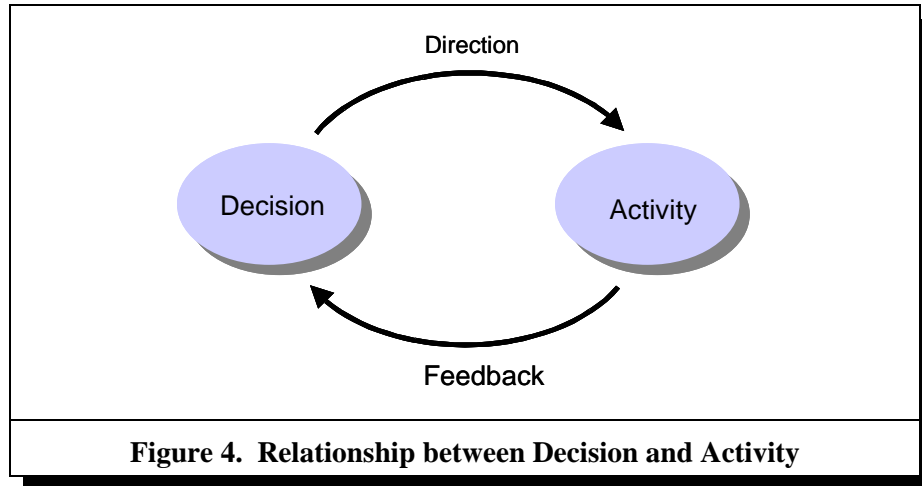 Direction
Decision
Activity
Feedback
Figure 4. Relationship between Decision and Activity